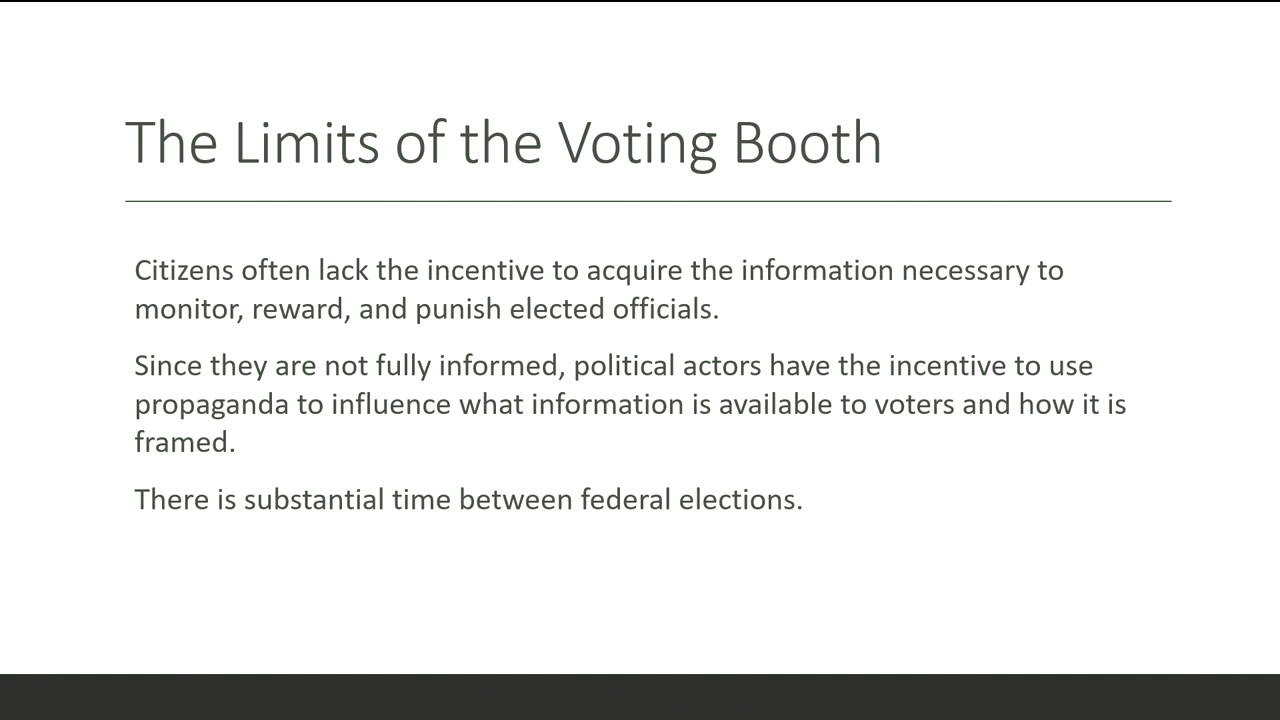 The Limits of the Voting Booth
Citizens often lack the incentive to acquire the information necessary to
monitor, reward, and punish elected officials.
Since they are not fully informed, political actors have the incentive to use
propaganda to influence what information is available to voters and how it is
framed.
There is substantial time between federal elections.